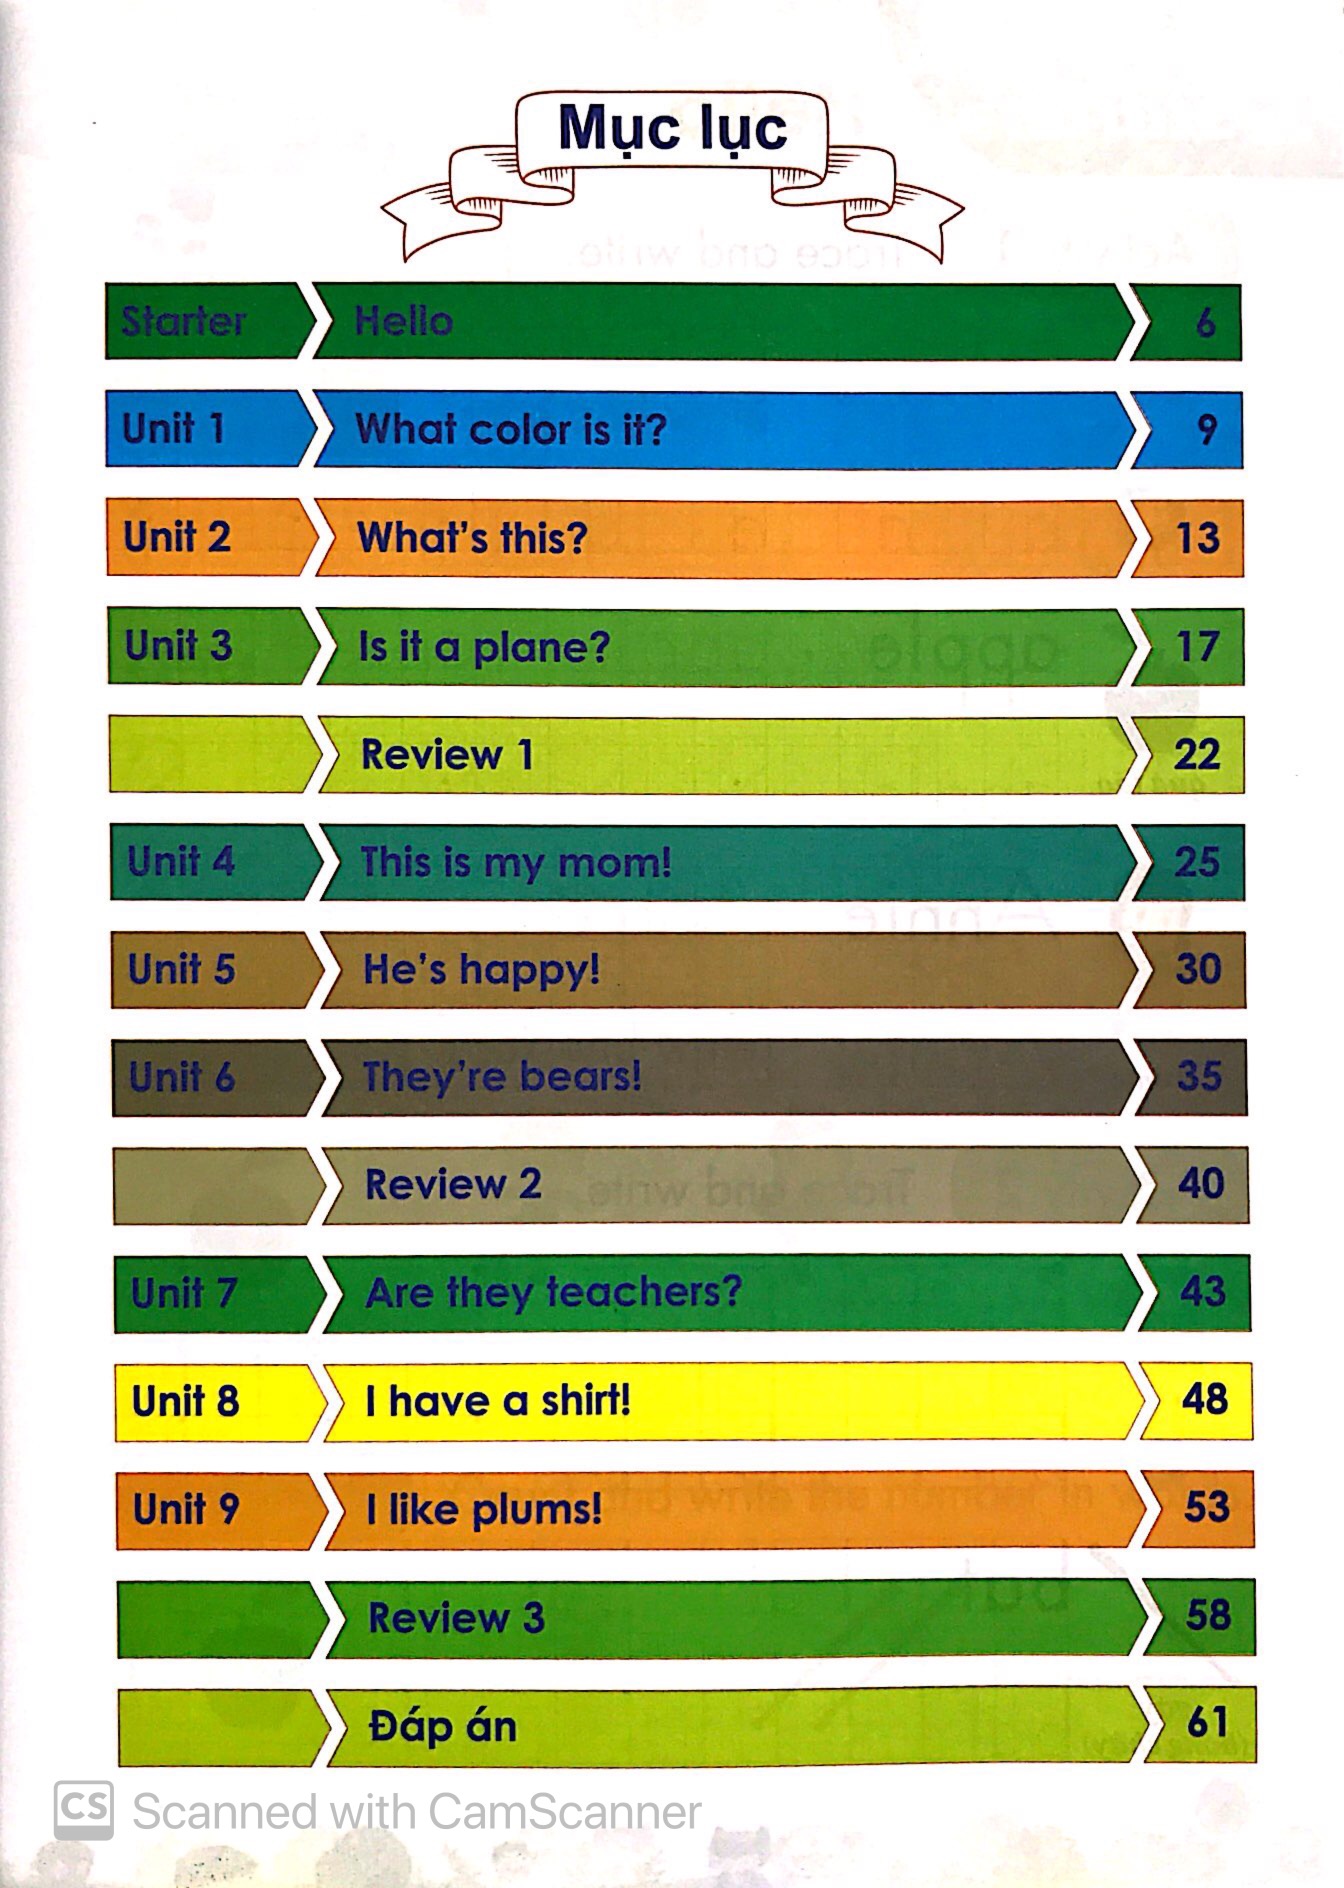 Mục lục
Starter Hello 6
Unit 1 What color is it? 9
Unit 2 What's this? 13
Unit 3 Is it a plane? 17
Review 1 22
Unit 4 This is my mom! 25
Unit 5 He's happy! 30
Unit 6 They're bears! 35
Review 2 40
Unit 7 Are they teachers? 43
Unit 8 I have a shirt! 48
Unit 9 I like plums! 53
Review 3 58
Đáp án 61
CS Scanned with CamScanner